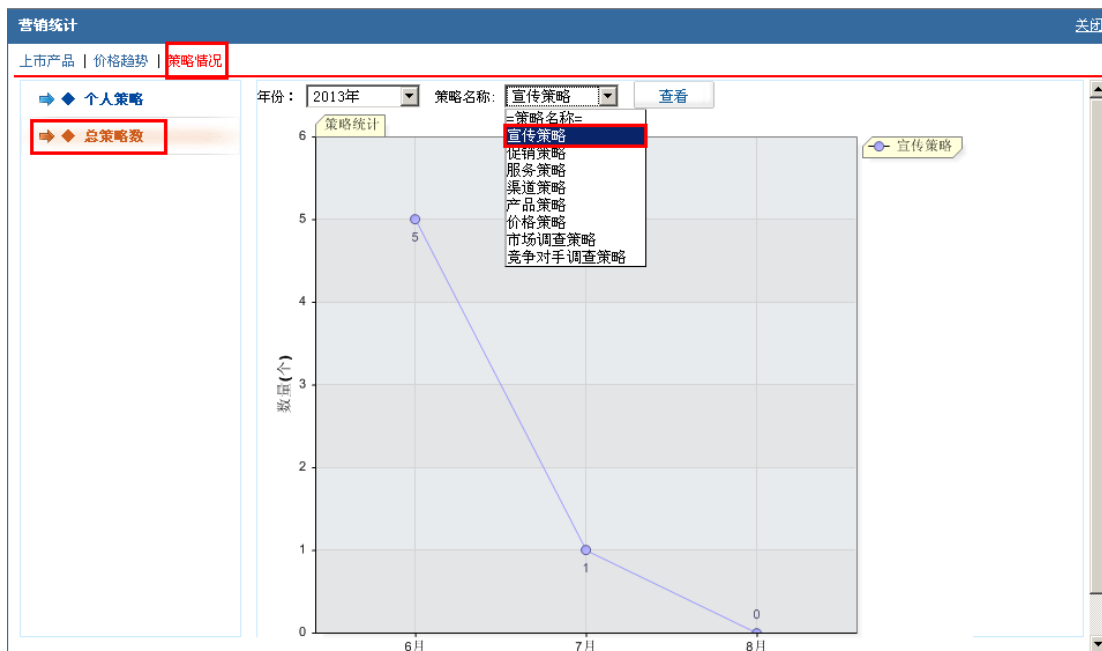 营销统计 关闭
上市产品 | 价格趋势 | 策略情况
个人策略
总策略数
年份： 2013年 策略名称: 宣传策略 查看
=策略名称=
宣传策略
促销策略
服务策略
渠道策略
产品策略
价格策略
市场调查策略
竞争对手调查策略
策略统计
宣传策略
6
5
4
3
2
1
0
数量(个)
5
1
0
6月 7月 8月